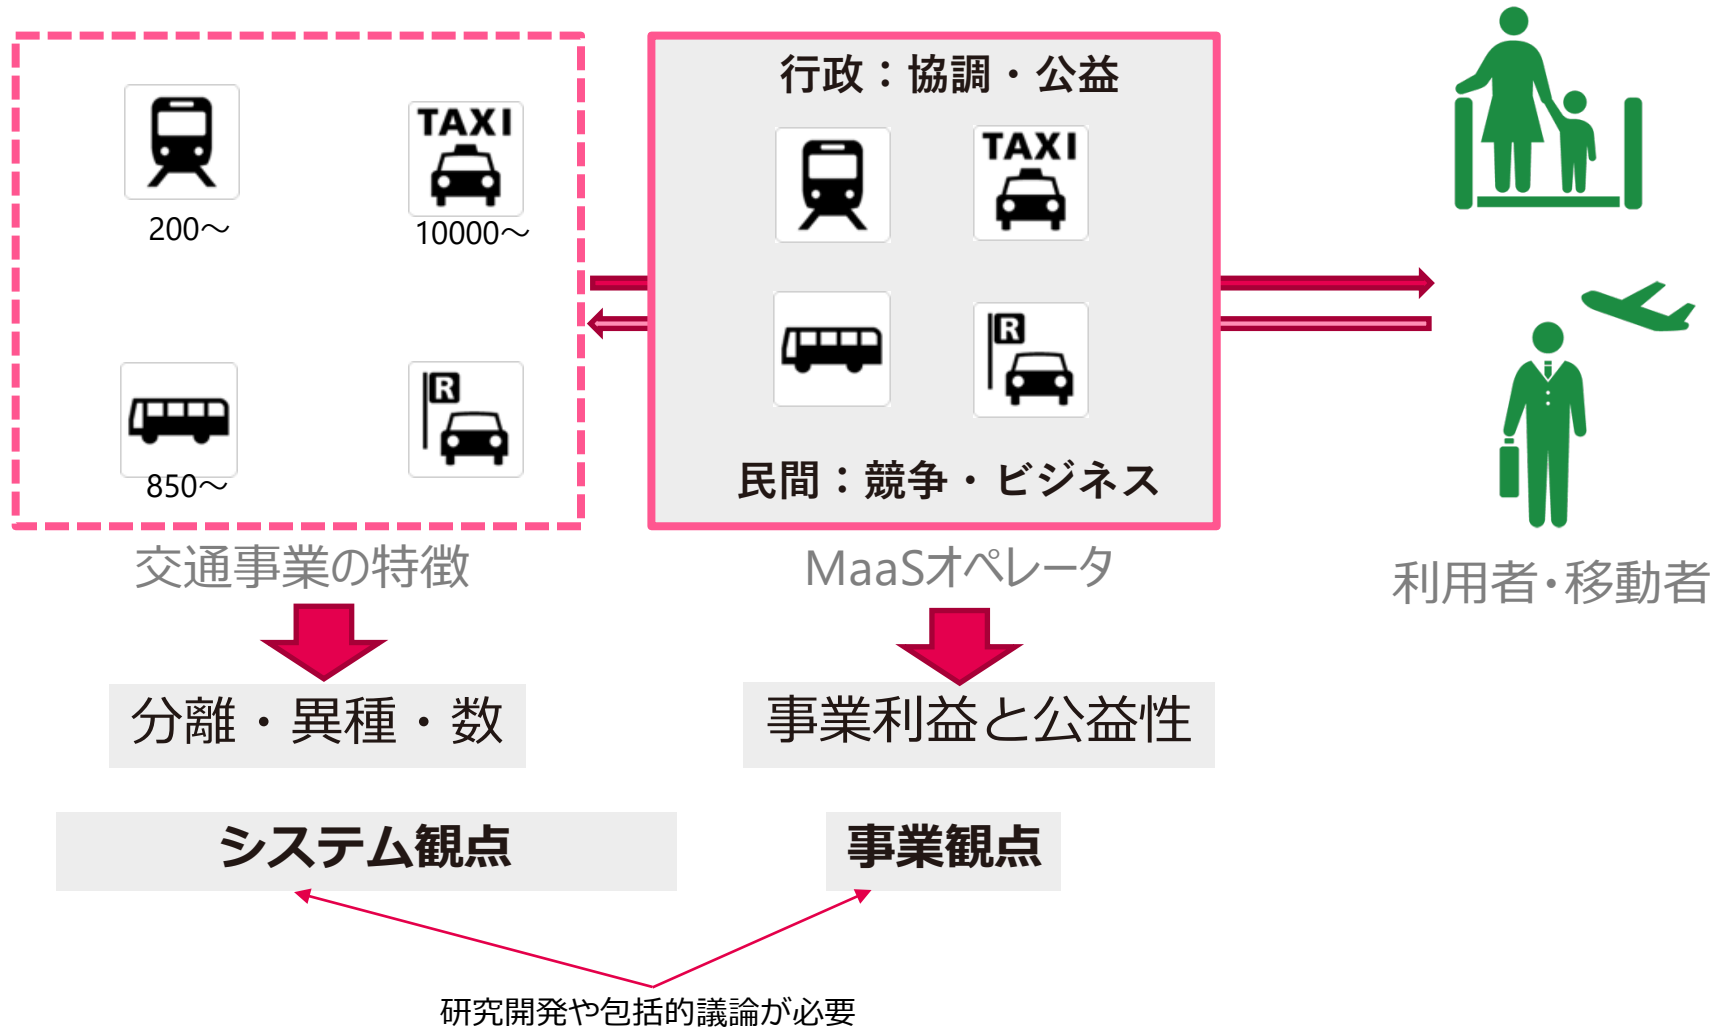 行政：協調・公益
TAXI
200～
10000～
TAXI
R
850～
R
民間：競争・ビジネス
交通事業の特徴
MaaSオペレータ
利用者・移動者
分離・異種・数
事業利益と公益性
システム観点
事業観点
研究開発や包括的議論が必要